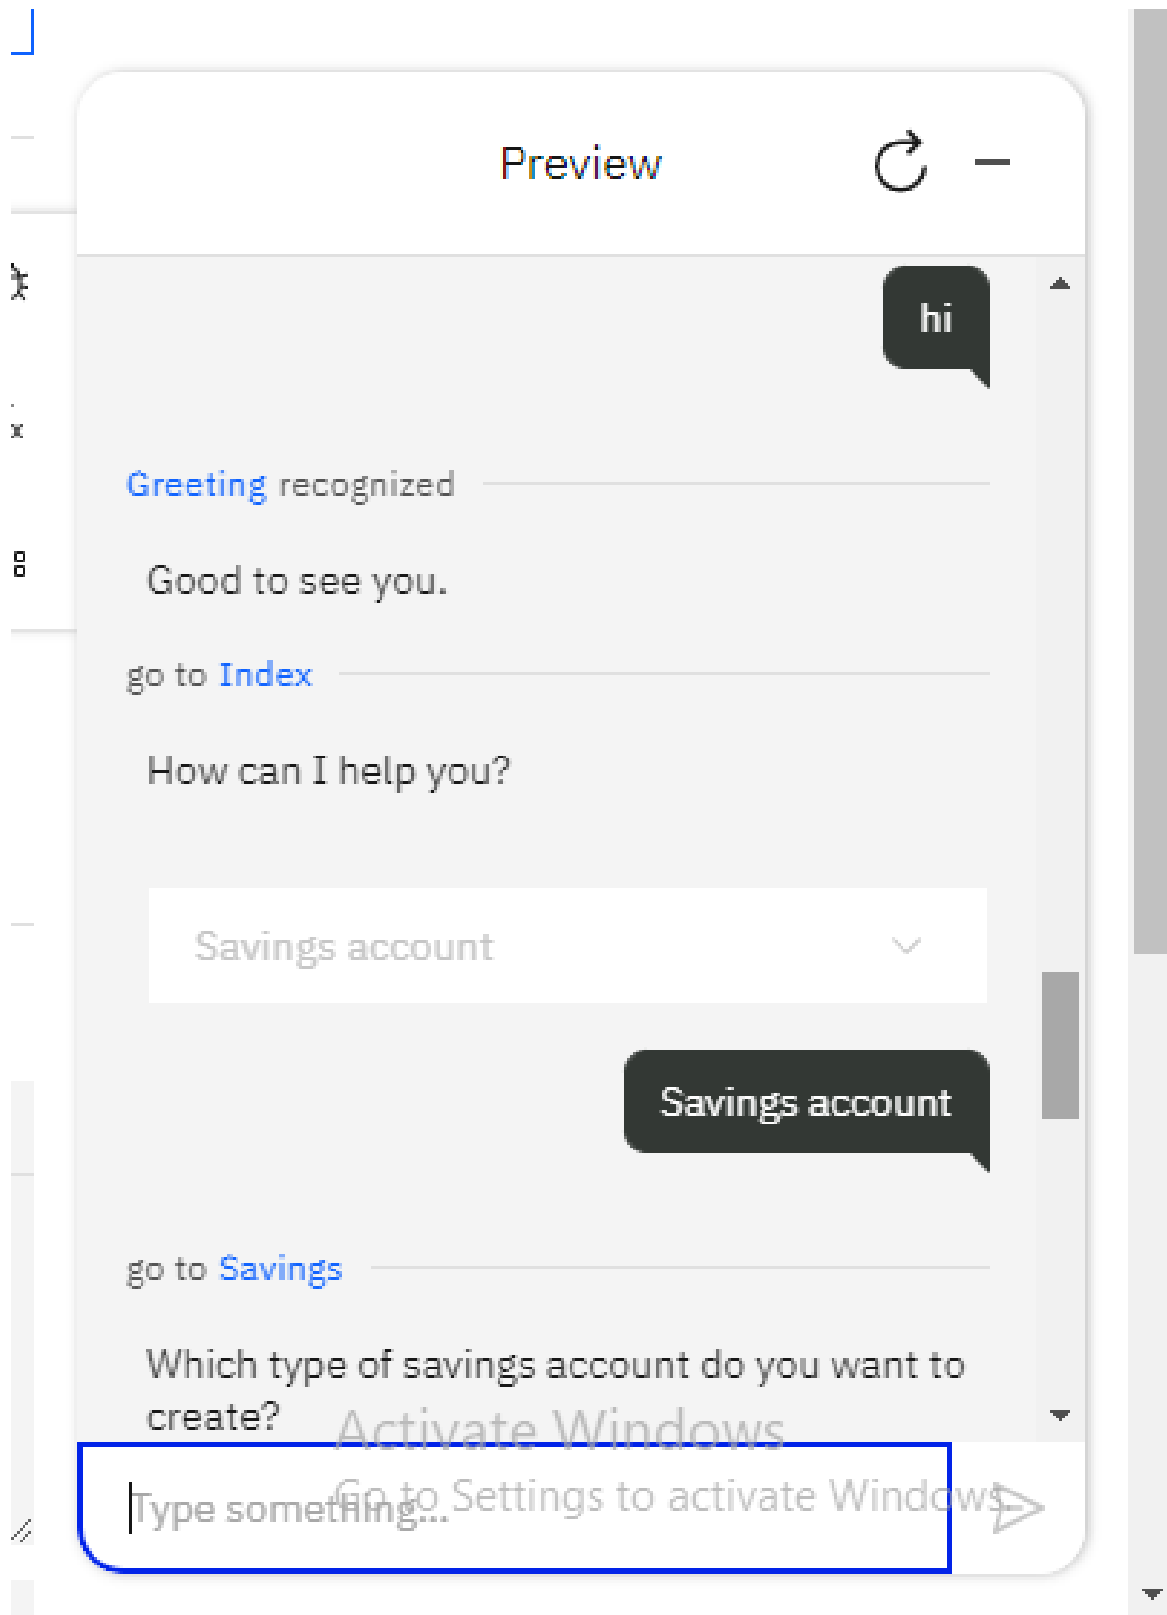 Preview
hi
Greeting recognized
Good to see you.
go to Index
How can I help you?
Savings account
Savings account
go to Savings
Which type of savings account do you want to
create?
Activate Windows
Go to Settings to activate Windows.
Type something...